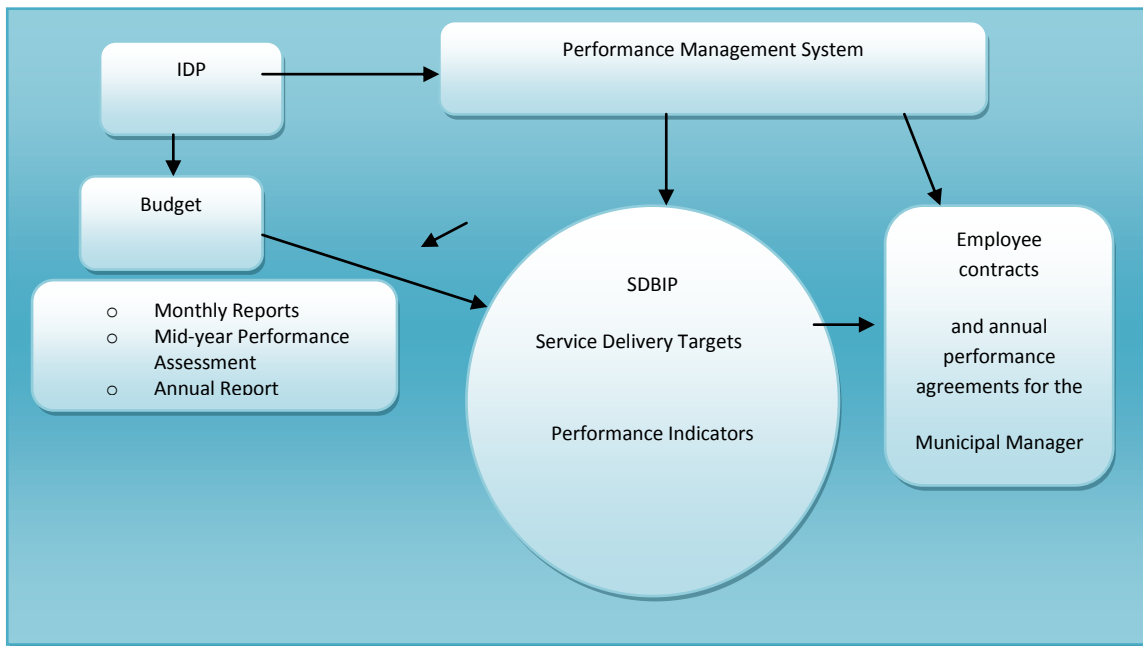 IDP
Performance Management System
Budget
o Monthly Reports
o Mid-year Performance
Assessment
o Annual Report
SDBIP
Service Delivery Targets
Performance Indicators
Employee
contracts
and annual
performance
agreements for the
Municipal Manager